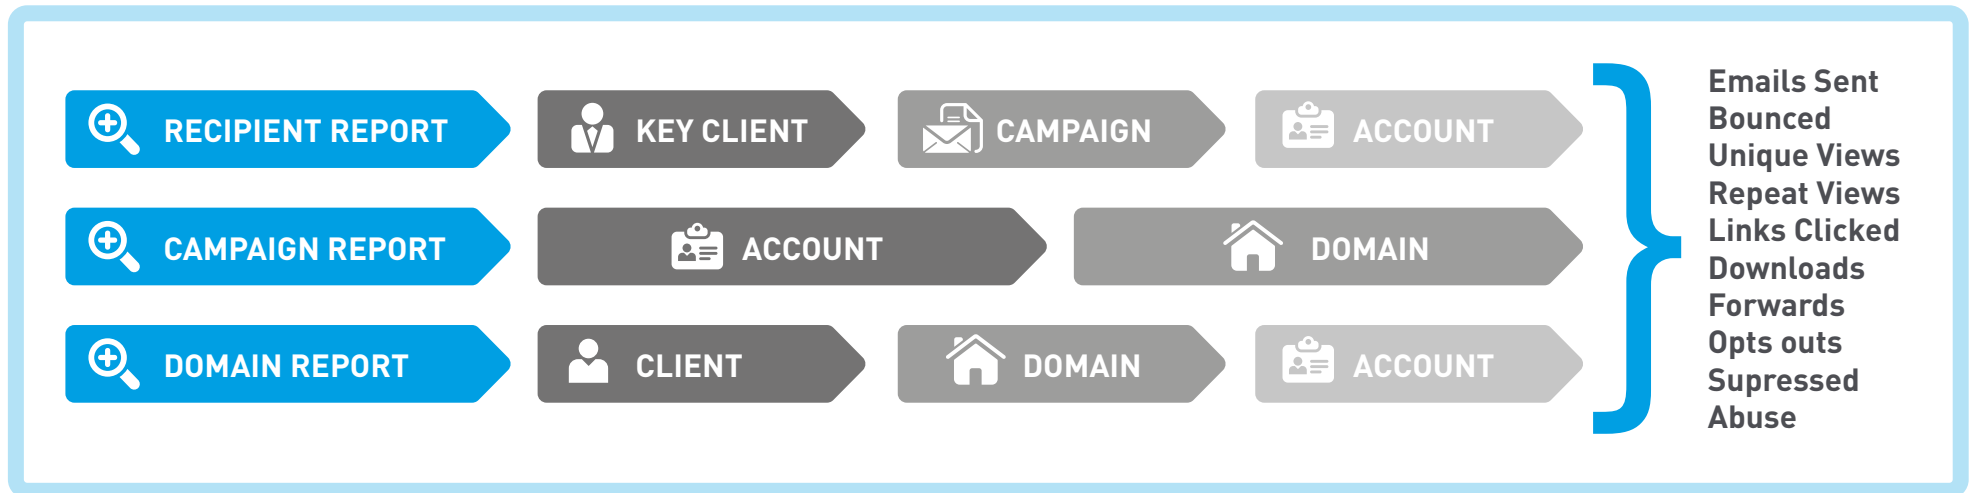 RECIPIENT REPORT
KEY CLIENT
CAMPAIGN
ACCOUNT
CAMPAIGN REPORT
ACCOUNT
DOMAIN
DOMAIN REPORT
CLIENT
DOMAIN
ACCOUNT
Emails Sent
Bounced
Unique Views
Repeat Views
Links Clicked
Downloads
Forwards
Opts outs
Supressed
Abuse